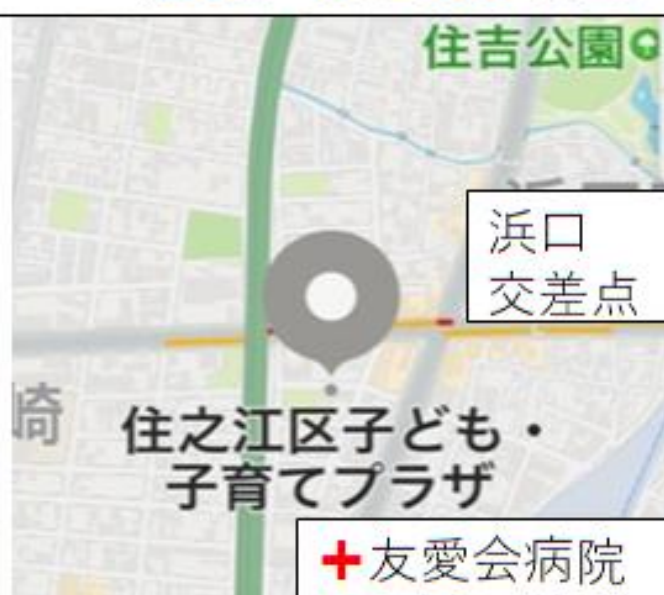 住吉公園
浜口
交差点
崎
住之江区子ども・
子育てプラザ
友愛会病院